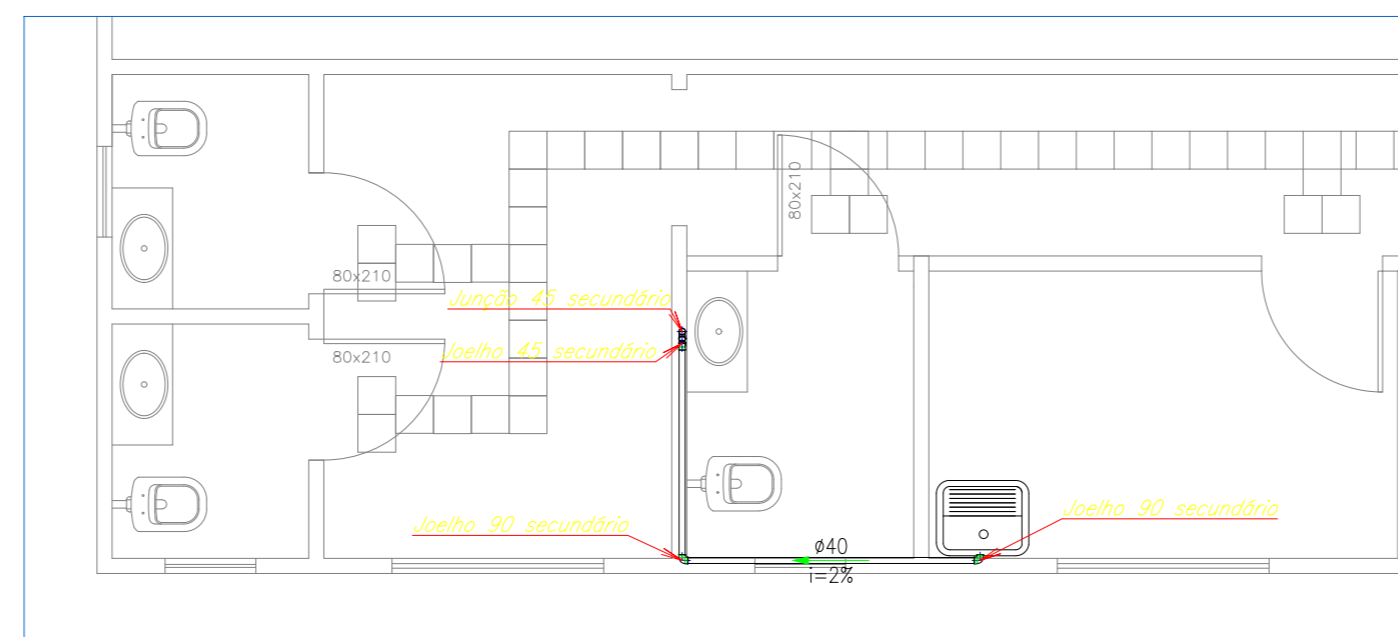 80x210
80x210
Junção 45 secundário
Joelho 45 secundário
80x210
Joelho 90 secundário
Joelho 90 secundário
ø40
i=2%